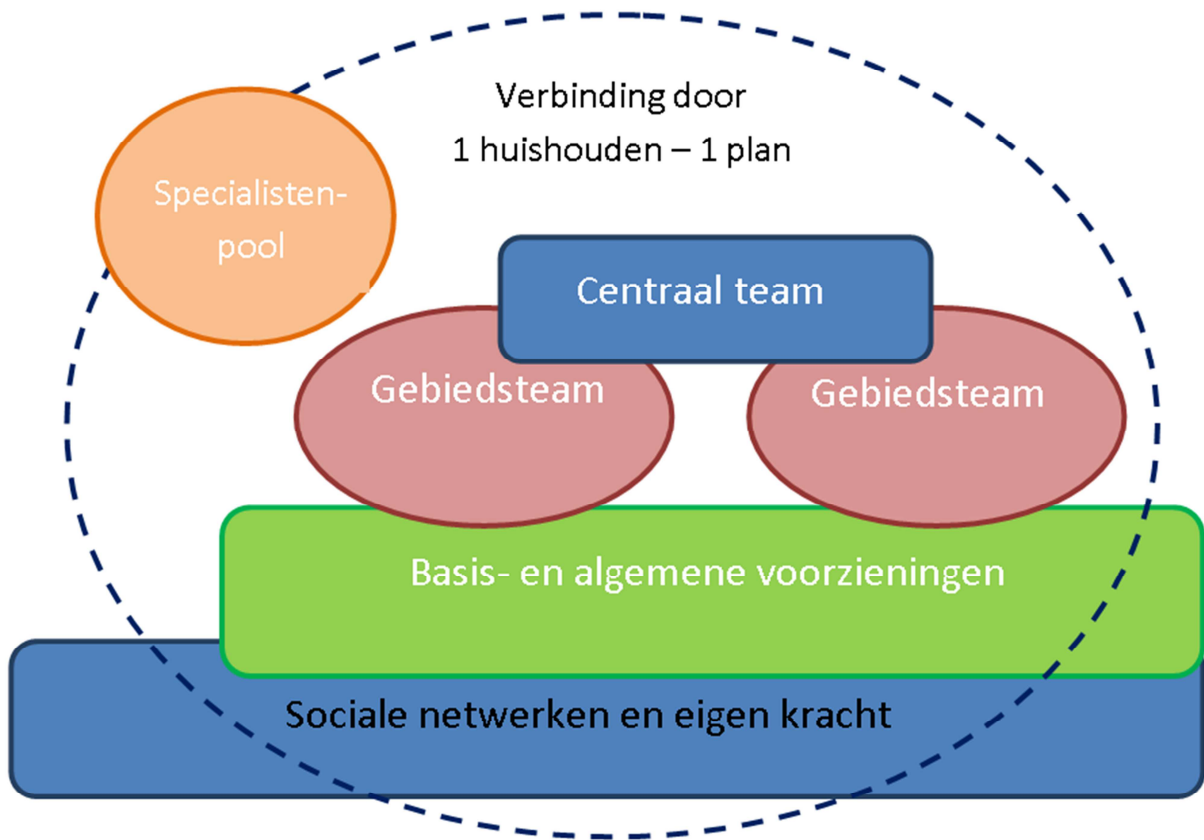 Verbinding door
1 huishouden – 1 plan
Specialisten-
pool
Centraal team
Gebiedsteam
Gebiedsteam
Basis- en algemene voorzieningen
Sociale netwerken en eigen kracht